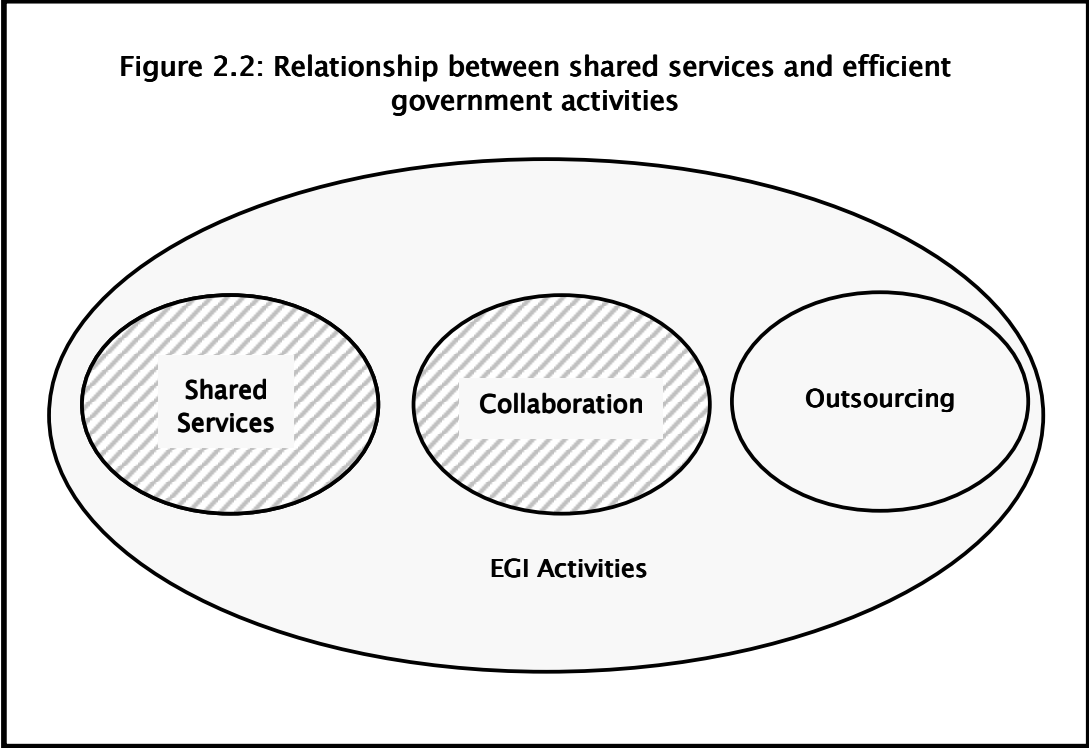 Figure 2.2: Relationship between shared services and efficient
government activities
Shared
Services
Collaboration
Outsourcing
EGI Activities